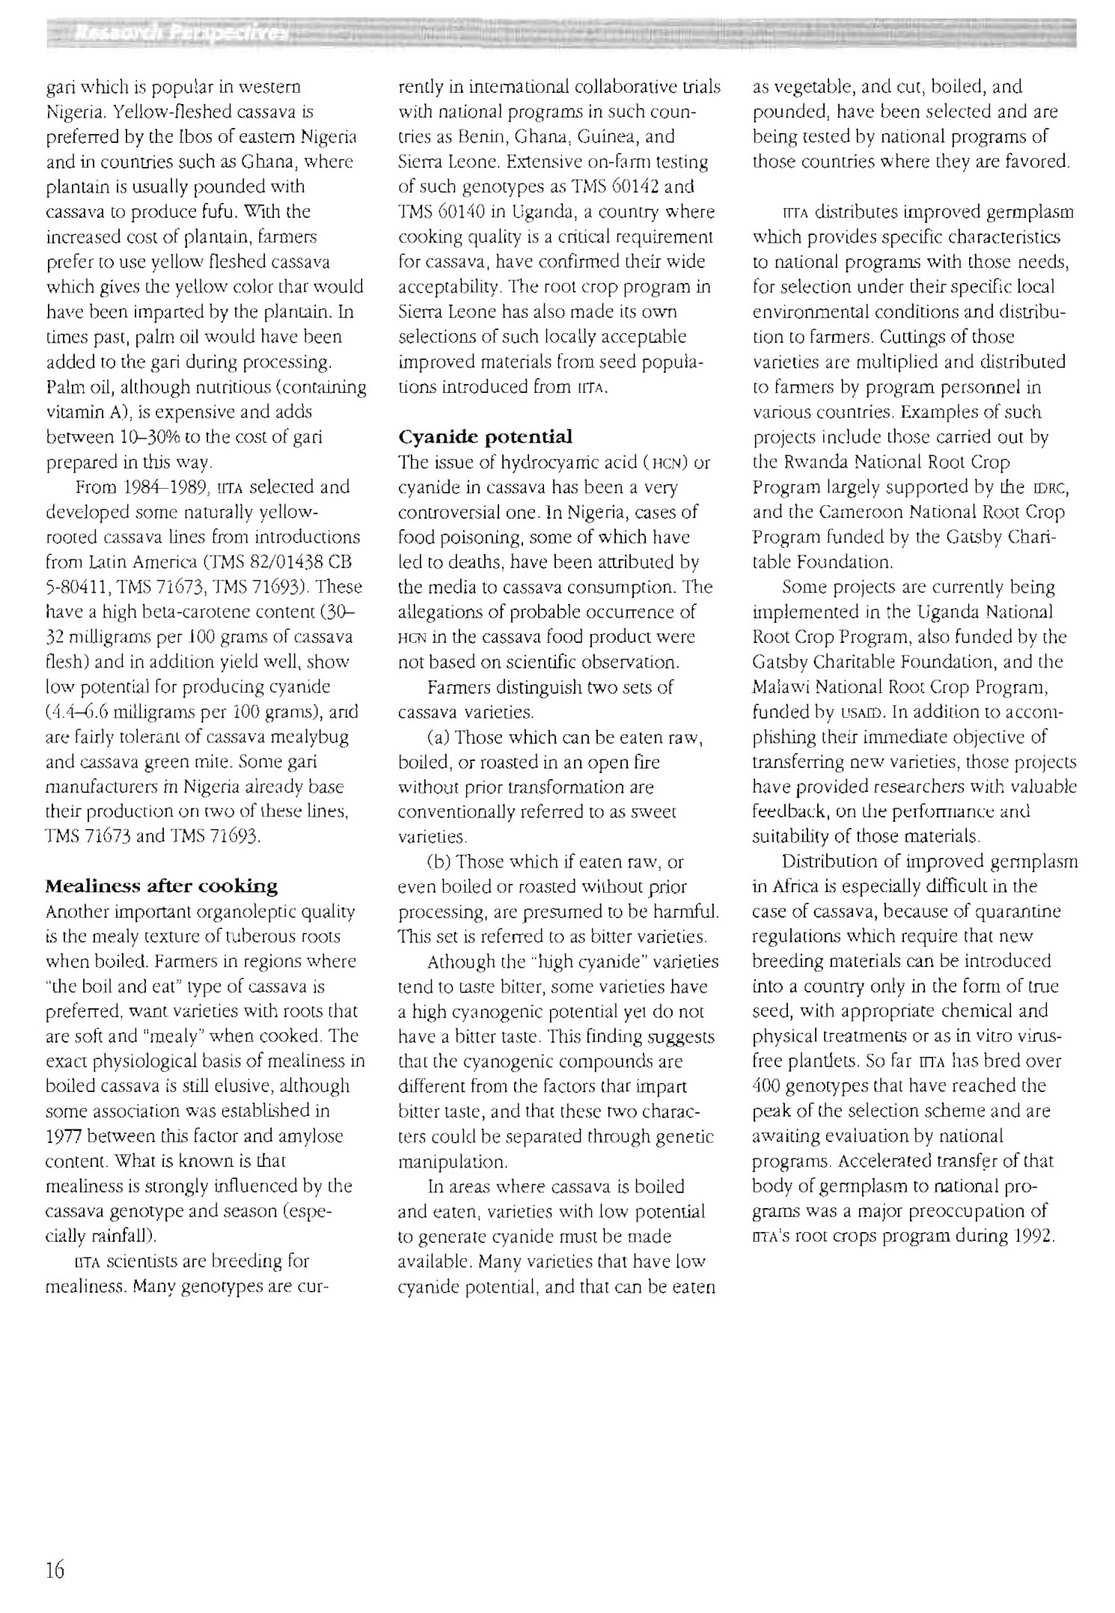 Research Perspectives
gari which is popular in western
Nigeria. Yellow-fleshed cassava is
preferred by the Ibos of eastern Nigeria
and in countries such as Ghana, where
plantain is usually pounded with
cassava to produce fufu. With the
increased cost of plantain, farmers
prefer to use yellow fleshed cassava
which gives the yellow color that would
have been imparted by the plantain. In
times past, palm oil would have been
added to the gari during processing.
Palm oil, although nutritious (containing
vitamin A), is expensive and adds
between 10–30% to the cost of gari
prepared in this way.
From 1984–1989, IITA selected and
developed some naturally yellow-
rooted cassava lines from introductions
from Latin America (TMS 82/01438 CB
5-80411, TMS 71673, TMS 71693). These
have a high beta-carotene content (30–
32 milligrams per 100 grams of cassava
flesh) and in addition yield well, show
low potential for producing cyanide
(4.4–6.6 milligrams per 100 grams), and
are fairly tolerant of cassava mealybug
and cassava green mite. Some gari
manufacturers in Nigeria already base
their production on two of these lines,
TMS 71673 and TMS 71693.
Mealiness after cooking
Another important organoleptic quality
is the mealy texture of tuberous roots
when boiled. Farmers in regions where
"the boil and eat" type of cassava is
preferred, want varieties with roots that
are soft and "mealy" when cooked. The
exact physiological basis of mealiness in
boiled cassava is still elusive, although
some association was established in
1977 between this factor and amylose
content. What is known is that
mealiness is strongly influenced by the
cassava genotype and season (espe-
cially rainfall).
IITA scientists are breeding for
mealiness. Many genotypes are cur-
rently in international collaborative trials
with national programs in such coun-
tries as Benin, Ghana, Guinea, and
Sierra Leone. Extensive on-farm testing
of such genotypes as TMS 60142 and
TMS 60140 in Uganda, a country where
cooking quality is a critical requirement
for cassava, have confirmed their wide
acceptability. The root crop program in
Sierra Leone has also made its own
selections of such locally acceptable
improved materials from seed popula-
tions introduced from IITA.
Cyanide potential
The issue of hydrocyanic acid (HCN) or
cyanide in cassava has been a very
controversial one. In Nigeria, cases of
food poisoning, some of which have
led to deaths, have been attributed by
the media to cassava consumption. The
allegations of probable occurrence of
HCN in the cassava food product were
not based on scientific observation.
Farmers distinguish two sets of
cassava varieties.
(a) Those which can be eaten raw,
boiled, or roasted in an open fire
without prior transformation are
conventionally referred to as sweet
varieties.
(b) Those which if eaten raw, or
even boiled or roasted without prior
processing, are presumed to be harmful.
This set is referred to as bitter varieties.
Athough the "high cyanide" varieties
tend to taste bitter, some varieties have
a high cyanogenic potential yet do not
have a bitter taste. This finding suggests
that the cyanogenic compounds are
different from the factors that impart
bitter taste, and that these two charac-
ters could be separated through genetic
manipulation.
In areas where cassava is boiled
and eaten, varieties with low potential
to generate cyanide must be made
available. Many varieties that have low
cyanide potential, and that can be eaten
as vegetable, and cut, boiled, and
pounded, have been selected and are
being tested by national programs of
those countries where they are favored.
IITA distributes improved germplasm
which provides specific characteristics
to national programs with those needs,
for selection under their specific local
environmental conditions and distribu-
tion to farmers. Cuttings of those
varieties are multiplied and distributed
to farmers by program personnel in
various countries. Examples of such
projects include those carried out by
the Rwanda National Root Crop
Program largely supported by the IDRC,
and the Cameroon National Root Crop
Program funded by the Gatsby Chari-
table Foundation.
Some projects are currently being
implemented in the Uganda National
Root Crop Program, also funded by the
Gatsby Charitable Foundation, and the
Malawi National Root Crop Program,
funded by USAID. In addition to accom-
plishing their immediate objective of
transferring new varieties, those projects
have provided researchers with valuable
feedback, on the performance and
suitability of those materials.
Distribution of improved germplasm
in Africa is especially difficult in the
case of cassava, because of quarantine
regulations which require that new
breeding materials can be introduced
into a country only in the form of true
seed, with appropriate chemical and
physical treatments or as in vitro virus-
free plantlets. So far IITA has bred over
400 genotypes that have reached the
peak of the selection scheme and are
awaiting evaluation by national
programs. Accelerated transfer of that
body of germplasm to national pro-
grams was a major preoccupation of
IITA's root crops program during 1992.
16